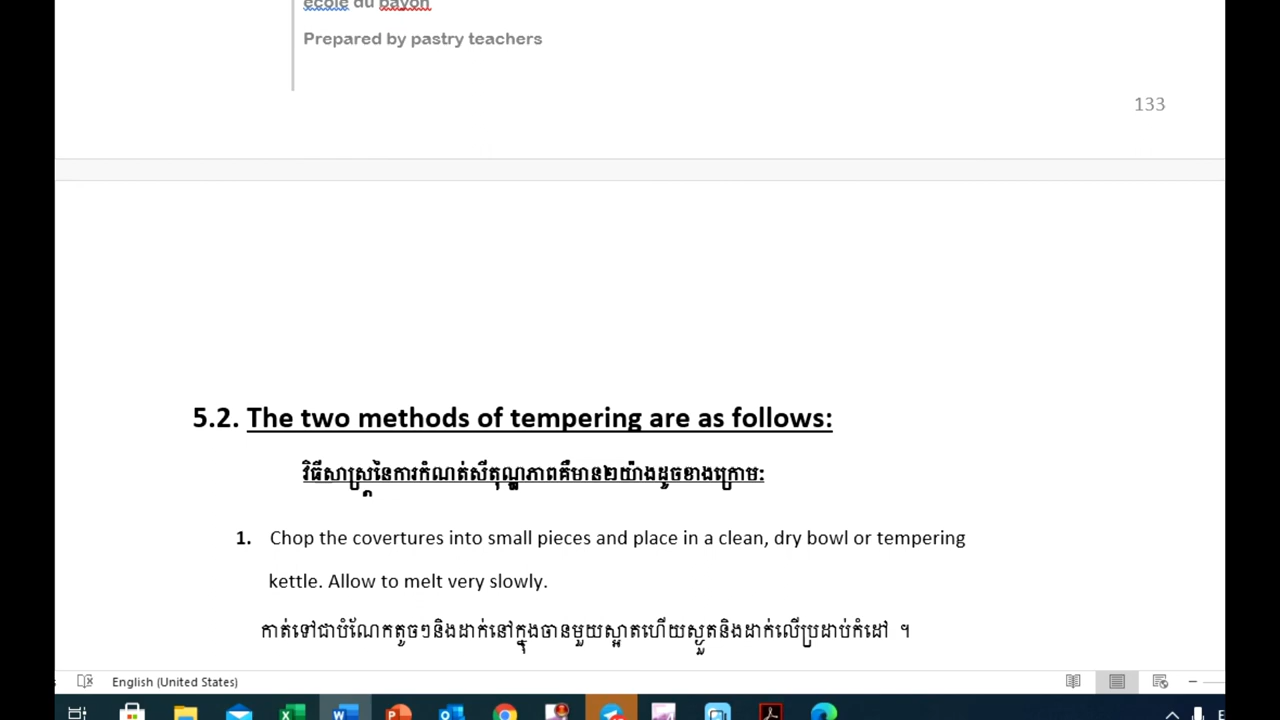 école du bayon
Prepared by pastry teachers
133
5.2. The two methods of tempering are as follows:
វិធីសាស្រ្តនៃការកំណត់សីតុណ្ហភាពគឺមាន២យ៉ាងដូចខាងក្រោម:
1. Chop the covertures into small pieces and place in a clean, dry bowl or tempering
kettle. Allow to melt very slowly.
កាត់ទៅជាបំណែកតូចៗនិងដាក់នៅក្នុងចានមួយស្អាតហើយស្ងួតនិងដាក់លើប្រដាប់កំដៅ ។
English (United States)